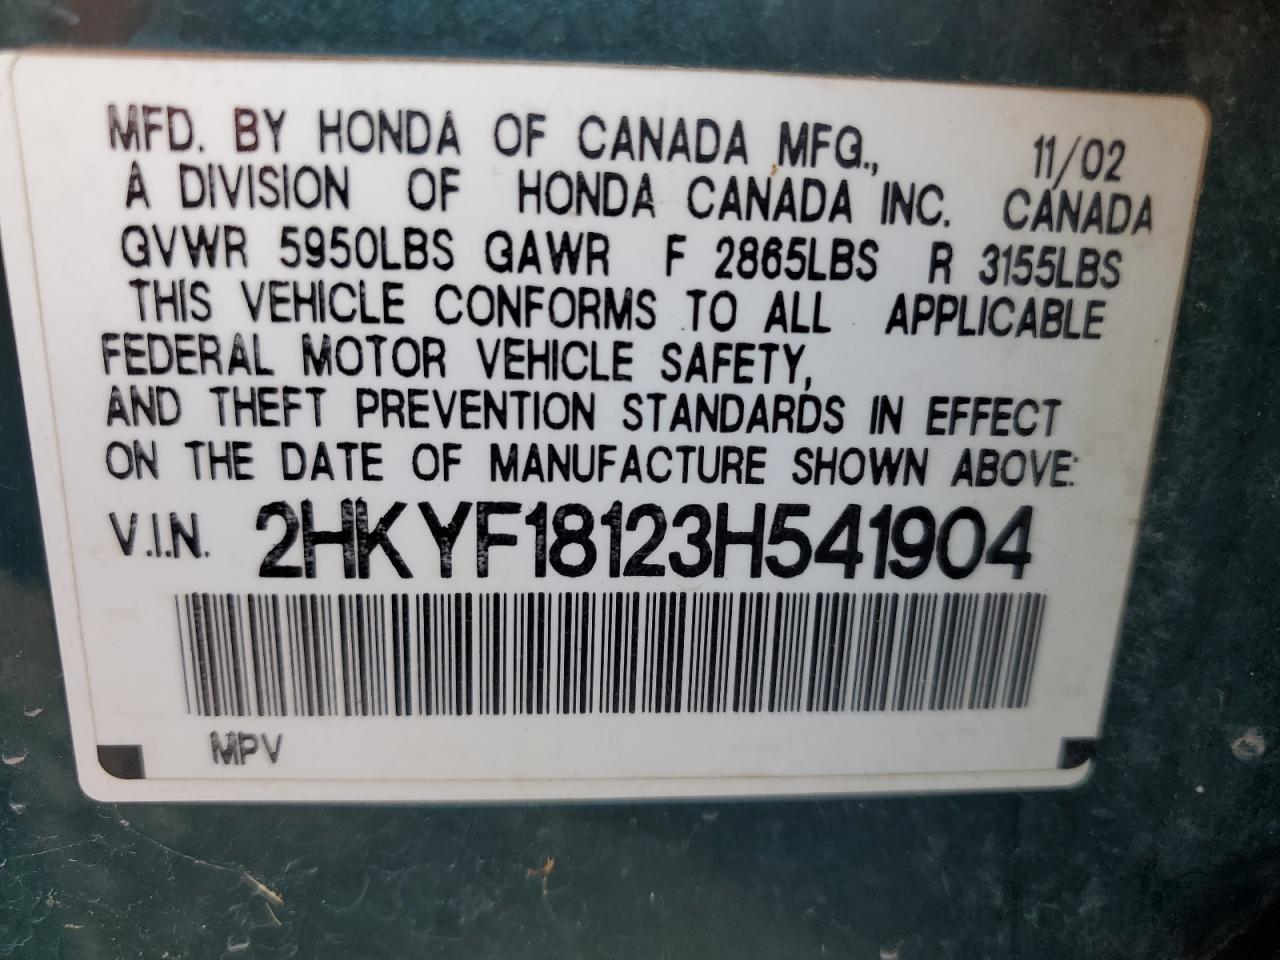 MFD. BY HONDA OF CANADA MFG., 11/02
A DIVISION OF HONDA CANADA INC. CANADA
GVWR 5950LBS GAWR F 2865LBS R 3155LBS
THIS VEHICLE CONFORMS TO ALL APPLICABLE
FEDERAL MOTOR VEHICLE SAFETY,
AND THEFT PREVENTION STANDARDS IN EFFECT
ON THE DATE OF MANUFACTURE SHOWN ABOVE:
V.I.N. 2HKYF18123H541904
MPV